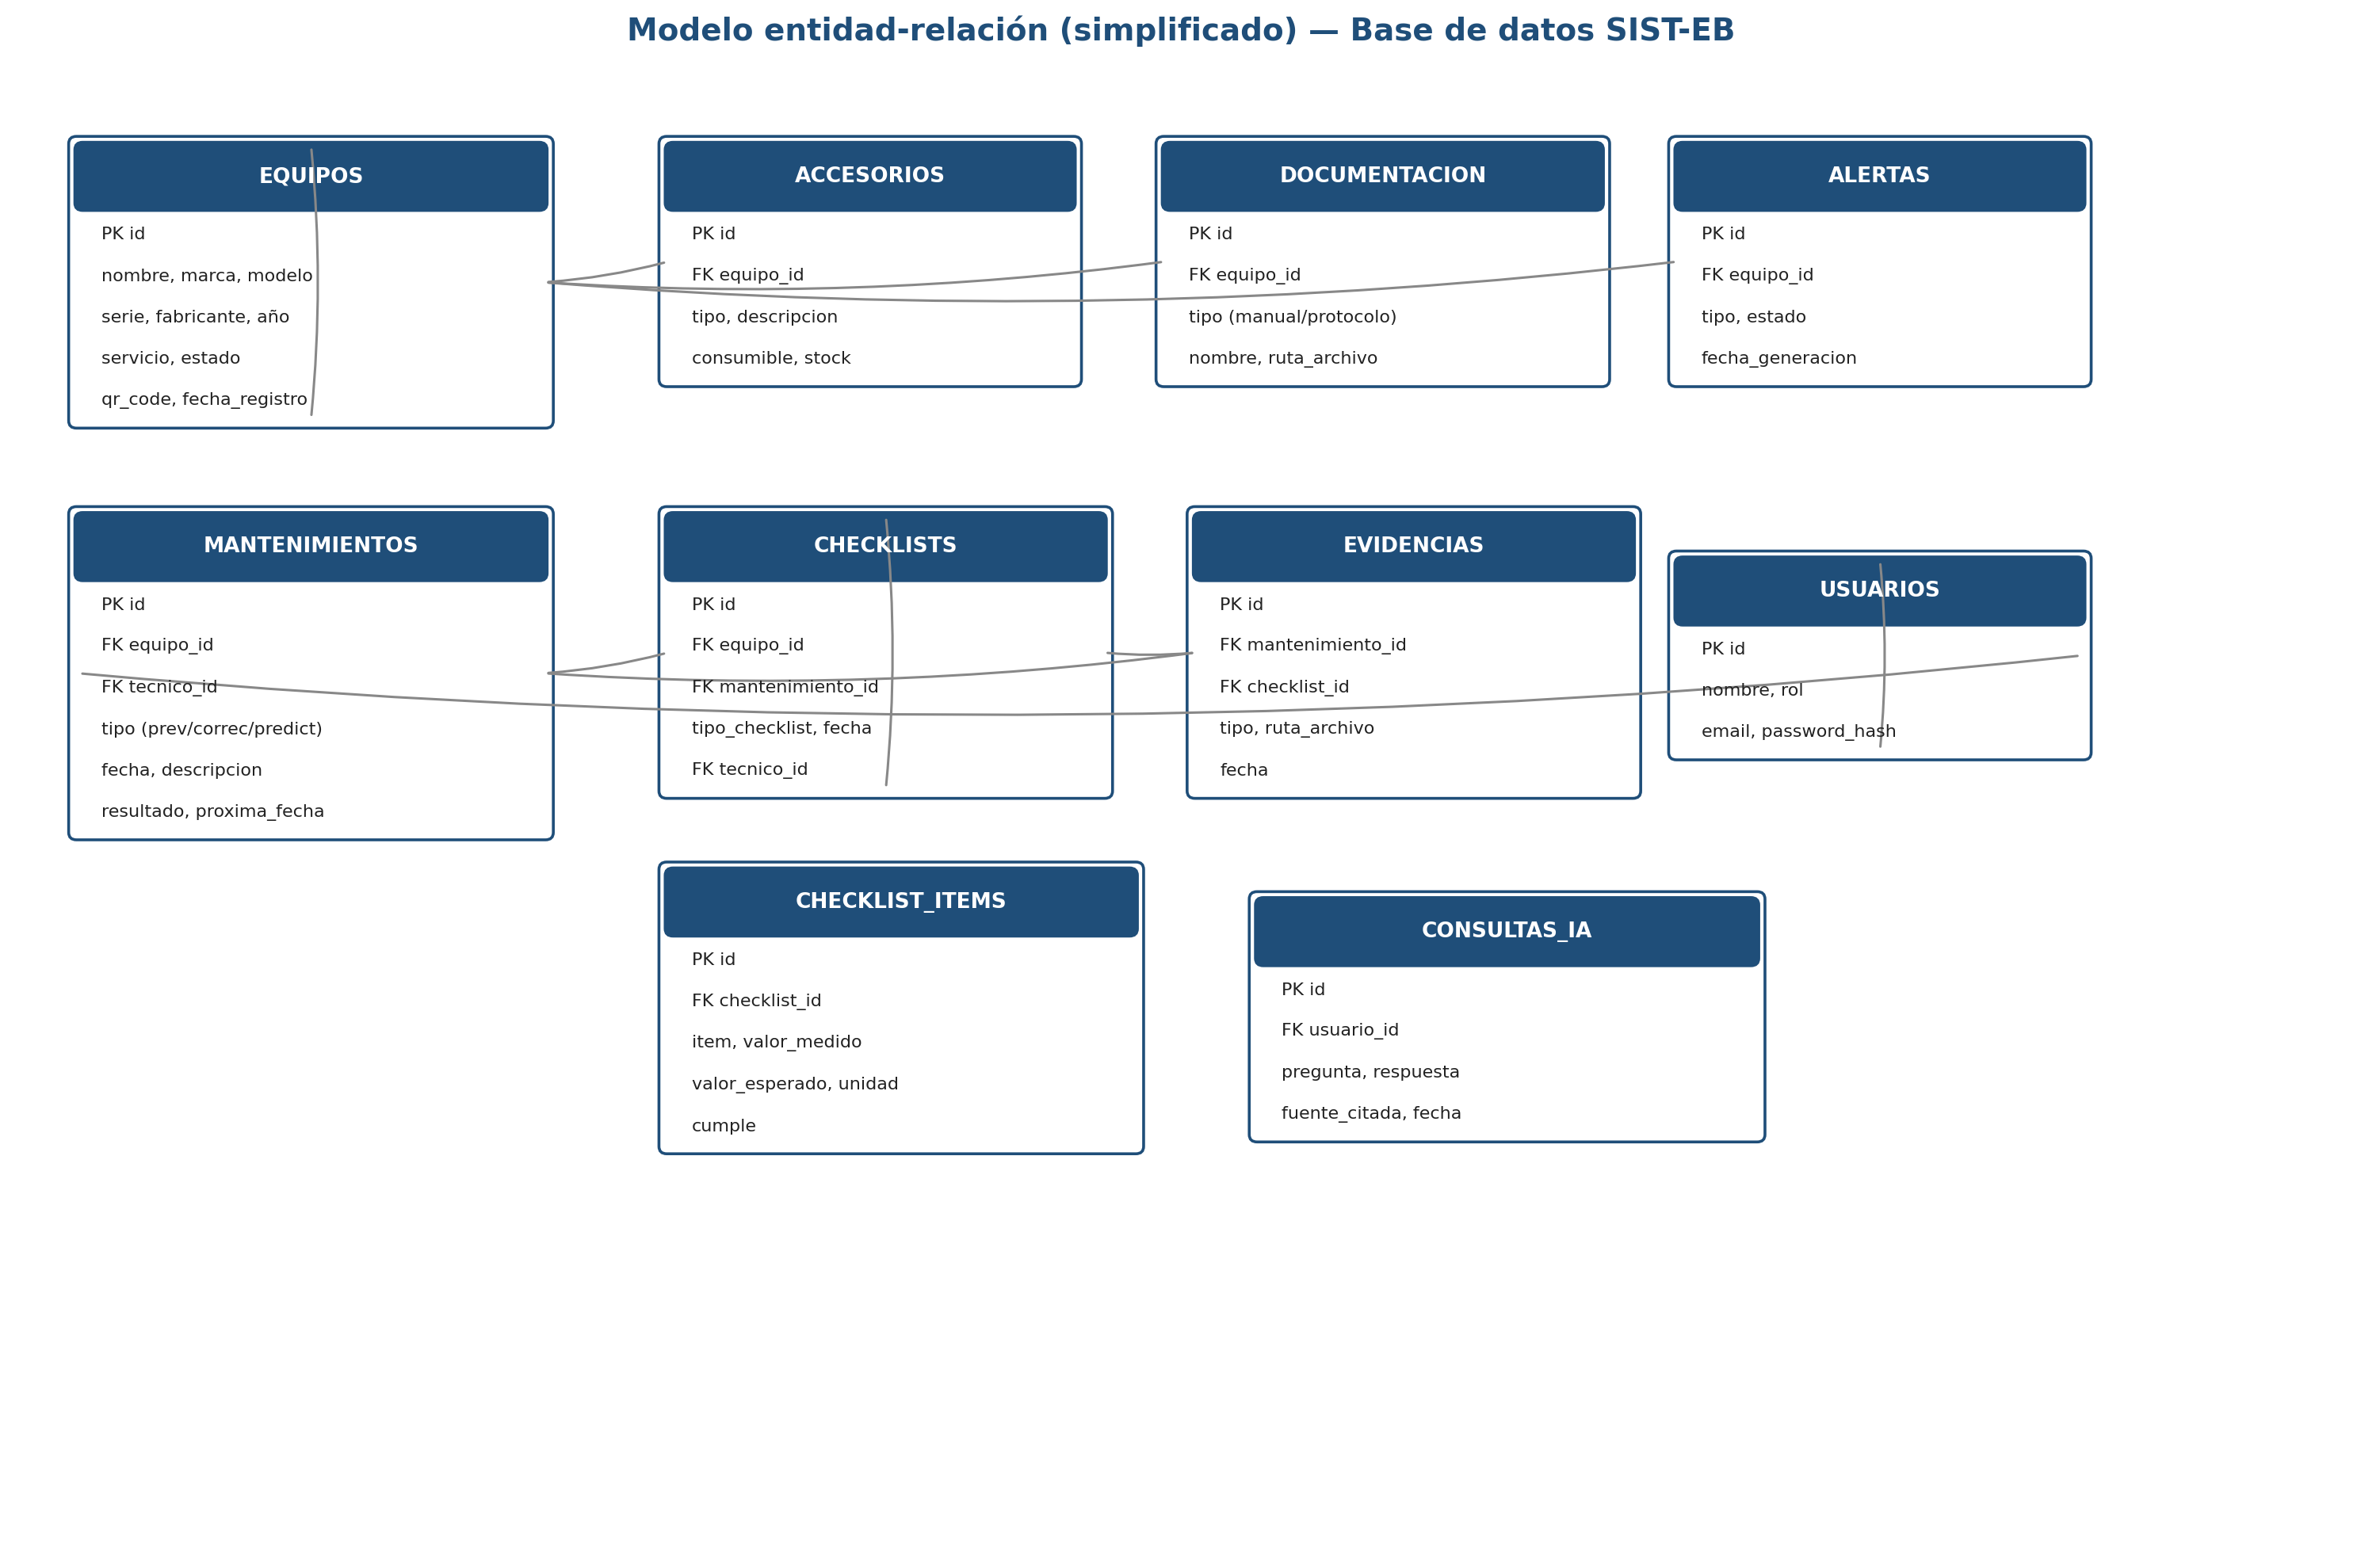 Modelo entidad-relación (simplificado) — Base de datos SIST-EB
EQUIPOS
PK id
nombre, marca, modelo
serie, fabricante, año
servicio, estado
qr_code, fecha_registro
ACCESORIOS
PK id
FK equipo_id
tipo, descripcion
consumible, stock
DOCUMENTACION
PK id
FK equipo_id
tipo (manual/protocolo)
nombre, ruta_archivo
ALERTAS
PK id
FK equipo_id
tipo, estado
fecha_generacion
MANTENIMIENTOS
PK id
FK equipo_id
FK tecnico_id
tipo (prev/correc/predict)
fecha, descripcion
resultado, proxima_fecha
CHECKLISTS
PK id
FK equipo_id
FK mantenimiento_id
tipo_checklist, fecha
FK tecnico_id
EVIDENCIAS
PK id
FK mantenimiento_id
FK checklist_id
tipo, ruta_archivo
fecha
USUARIOS
PK id
nombre, rol
email, password_hash
CHECKLIST_ITEMS
PK id
FK checklist_id
item, valor_medido
valor_esperado, unidad
cumple
CONSULTAS_IA
PK id
FK usuario_id
pregunta, respuesta
fuente_citada, fecha